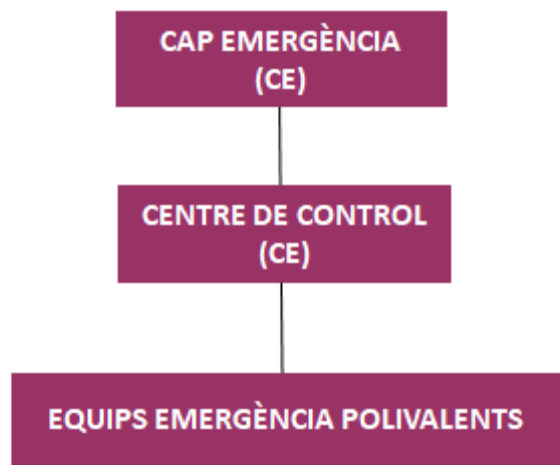 CAP EMERGÈNCIA
(CE)
CENTRE DE CONTROL
(CE)
EQUIPS EMERGÈNCIA POLIVALENTS